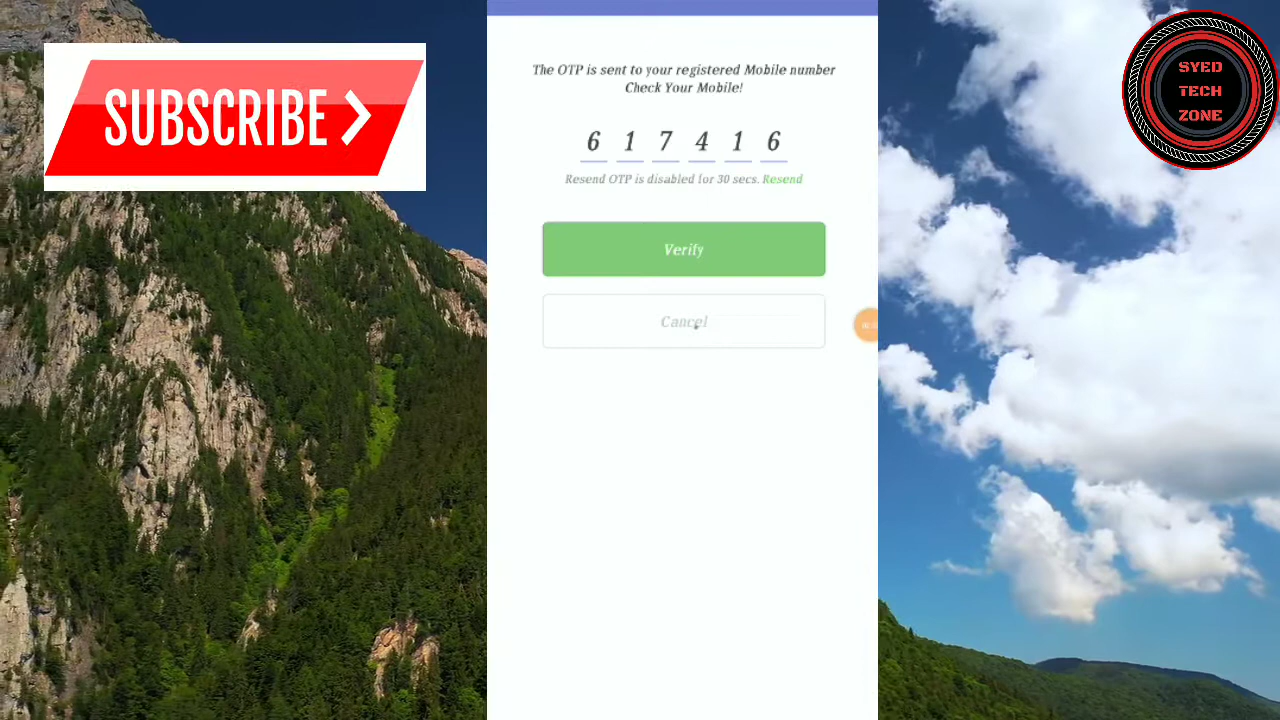 SUBSCRIBE
The OTP is sent to your registered Mobile number
Check Your Mobile!
6 1 7 4 1 6
Resend OTP is disabled for 30 secs. Resend
Verify
Cancel
SYED
TECH
ZONE